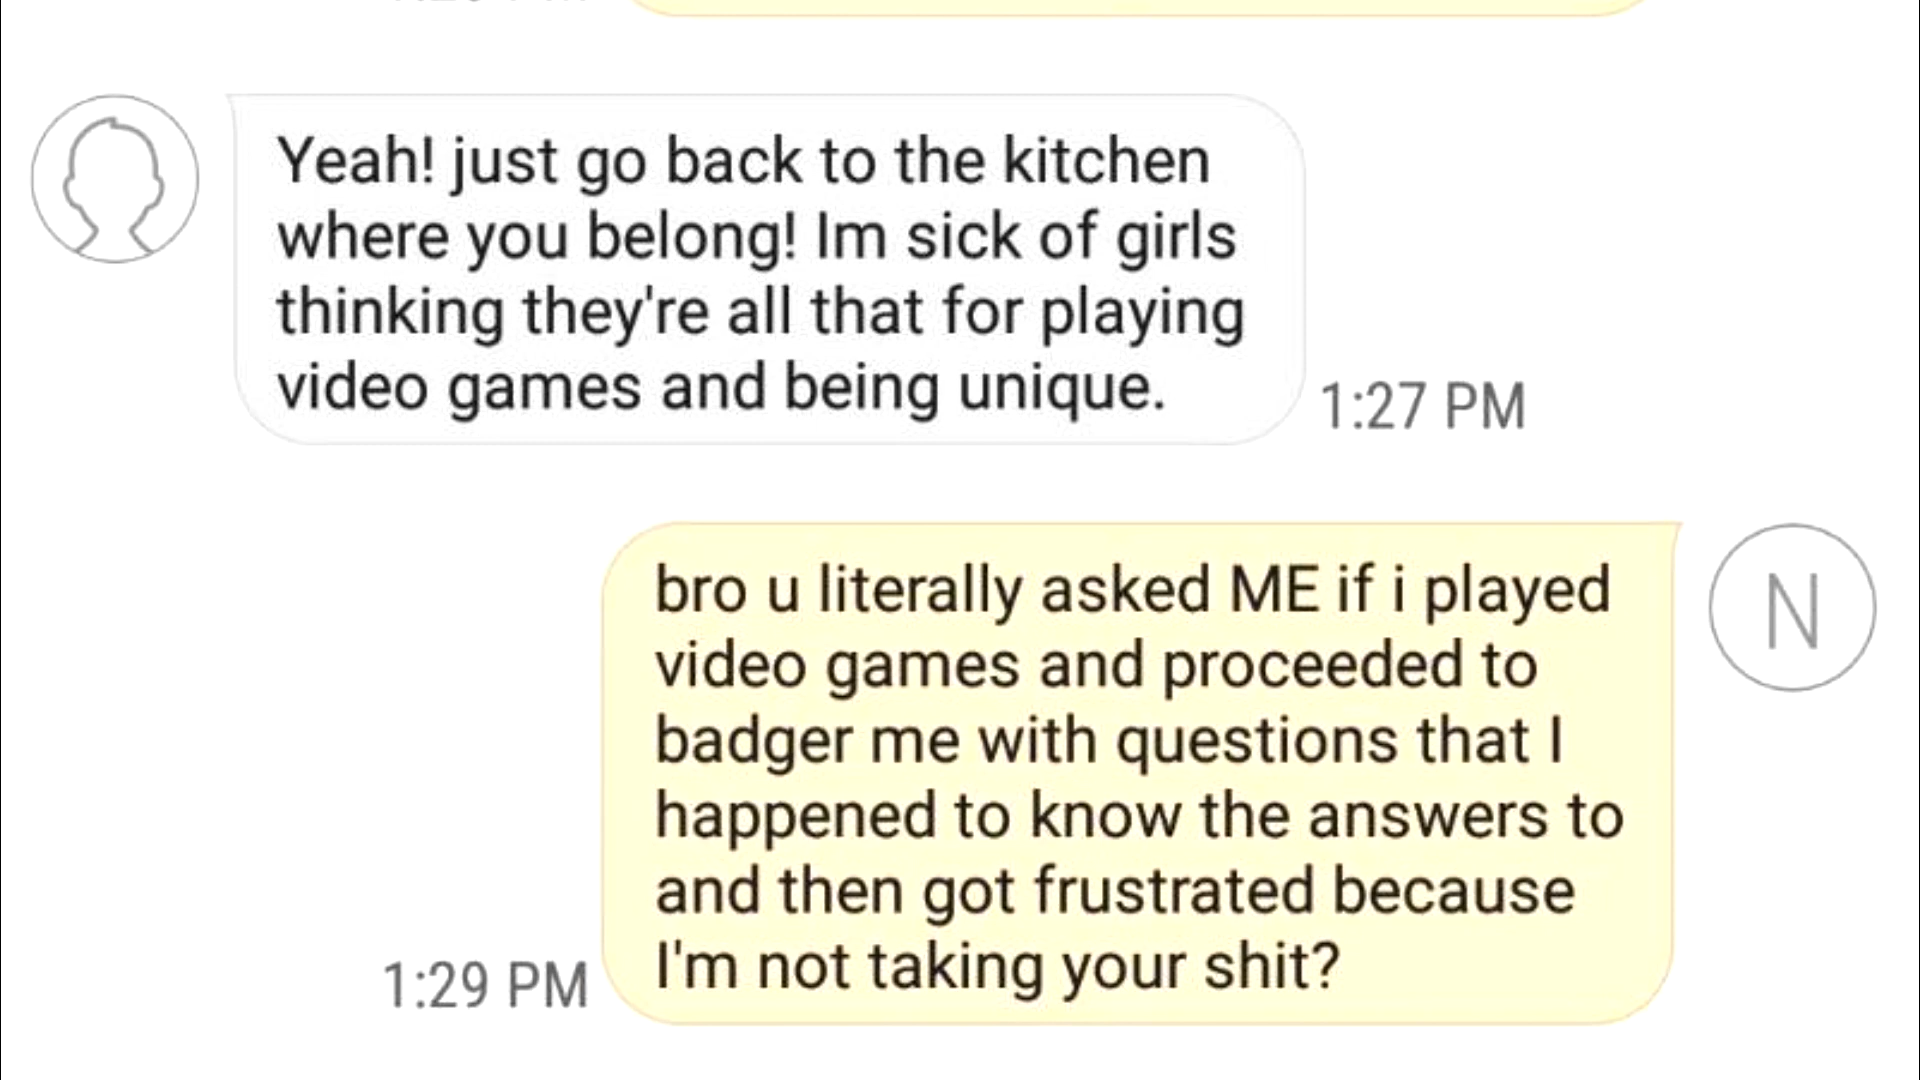 Yeah! just go back to the kitchen
where you belong! Im sick of girls
thinking they're all that for playing
video games and being unique.
1:27 PM
bro u literally asked ME if i played
video games and proceeded to
badger me with questions that I
happened to know the answers to
and then got frustrated because
I'm not taking your shit?
1:29 PM
N